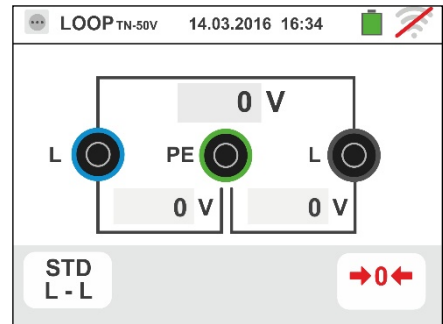 LOOP TN-50V 14.03.2016 16:34
0 V
L PE L
0 V 0 V
STD
L - L
→0←